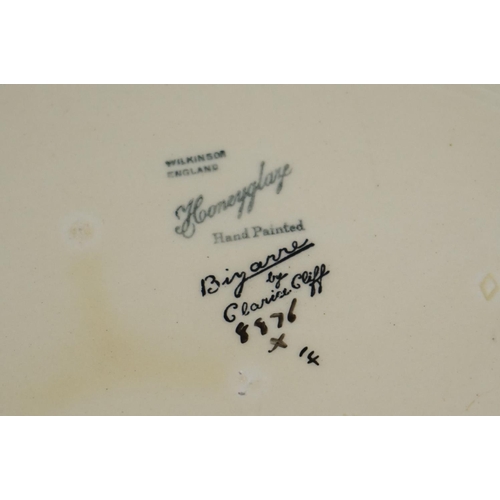 WILKINSON
ENGLAND
Honeyglaze
Hand Painted
Bizarre
by
Clarice Cliff
8876
X
14